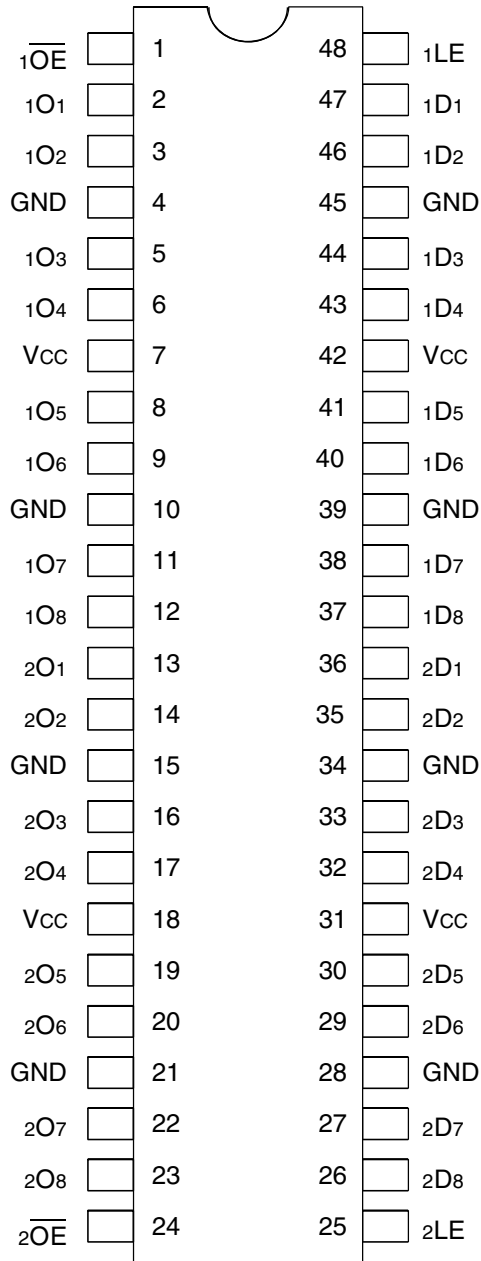 1OE 1 48 1LE
1O1 2 47 1D1
1O2 3 46 1D2
GND 4 45 GND
1O3 5 44 1D3
1O4 6 43 1D4
VCC 7 42 VCC
1O5 8 41 1D5
1O6 9 40 1D6
GND 10 39 GND
1O7 11 38 1D7
1O8 12 37 1D8
2O1 13 36 2D1
2O2 14 35 2D2
GND 15 34 GND
2O3 16 33 2D3
2O4 17 32 2D4
VCC 18 31 VCC
2O5 19 30 2D5
2O6 20 29 2D6
GND 21 28 GND
2O7 22 27 2D7
2O8 23 26 2D8
2OE 24 25 2LE